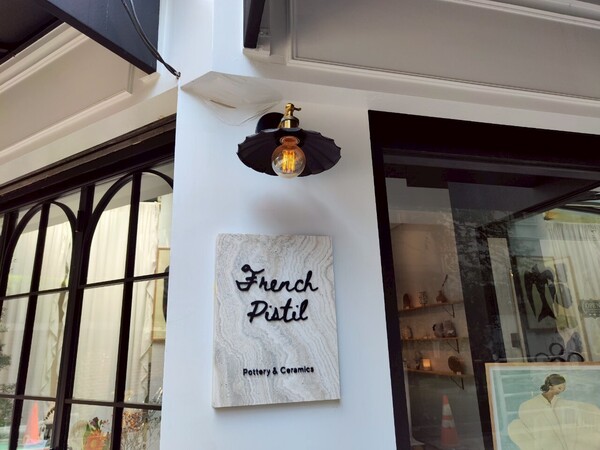 French
Pistil
Pottery & Ceramics